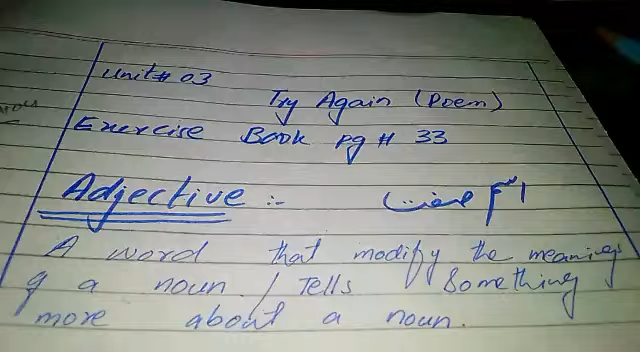 Unit # 03
Try Again (Poem)
Exercise Book pg # 33
Adjective :- اسم صفت
A word that modify the meaning
of a noun. / Tells Something
more about a noun.